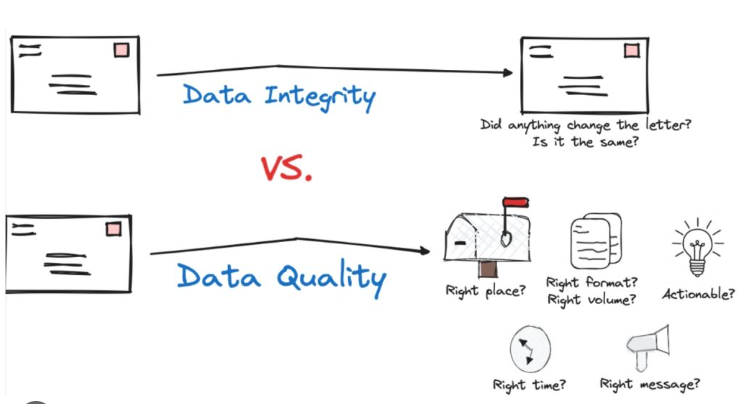 Data Integrity
Did anything change the letter?
Is it the same?
VS.
Data Quality
Right place?
Right format?
Right volume?
Actionable?
Right time?
Right message?